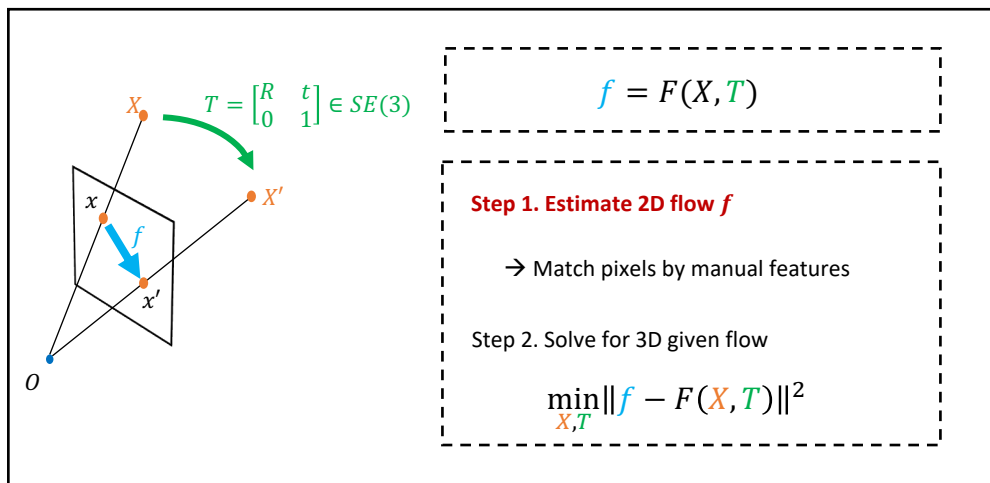 X
T = [R t
0 1] ∈ SE(3)
X′
x
f
x′
O
f = F(X, T)
Step 1. Estimate 2D flow f
→ Match pixels by manual features
Step 2. Solve for 3D given flow
min ‖f − F(X, T)‖²
X,T